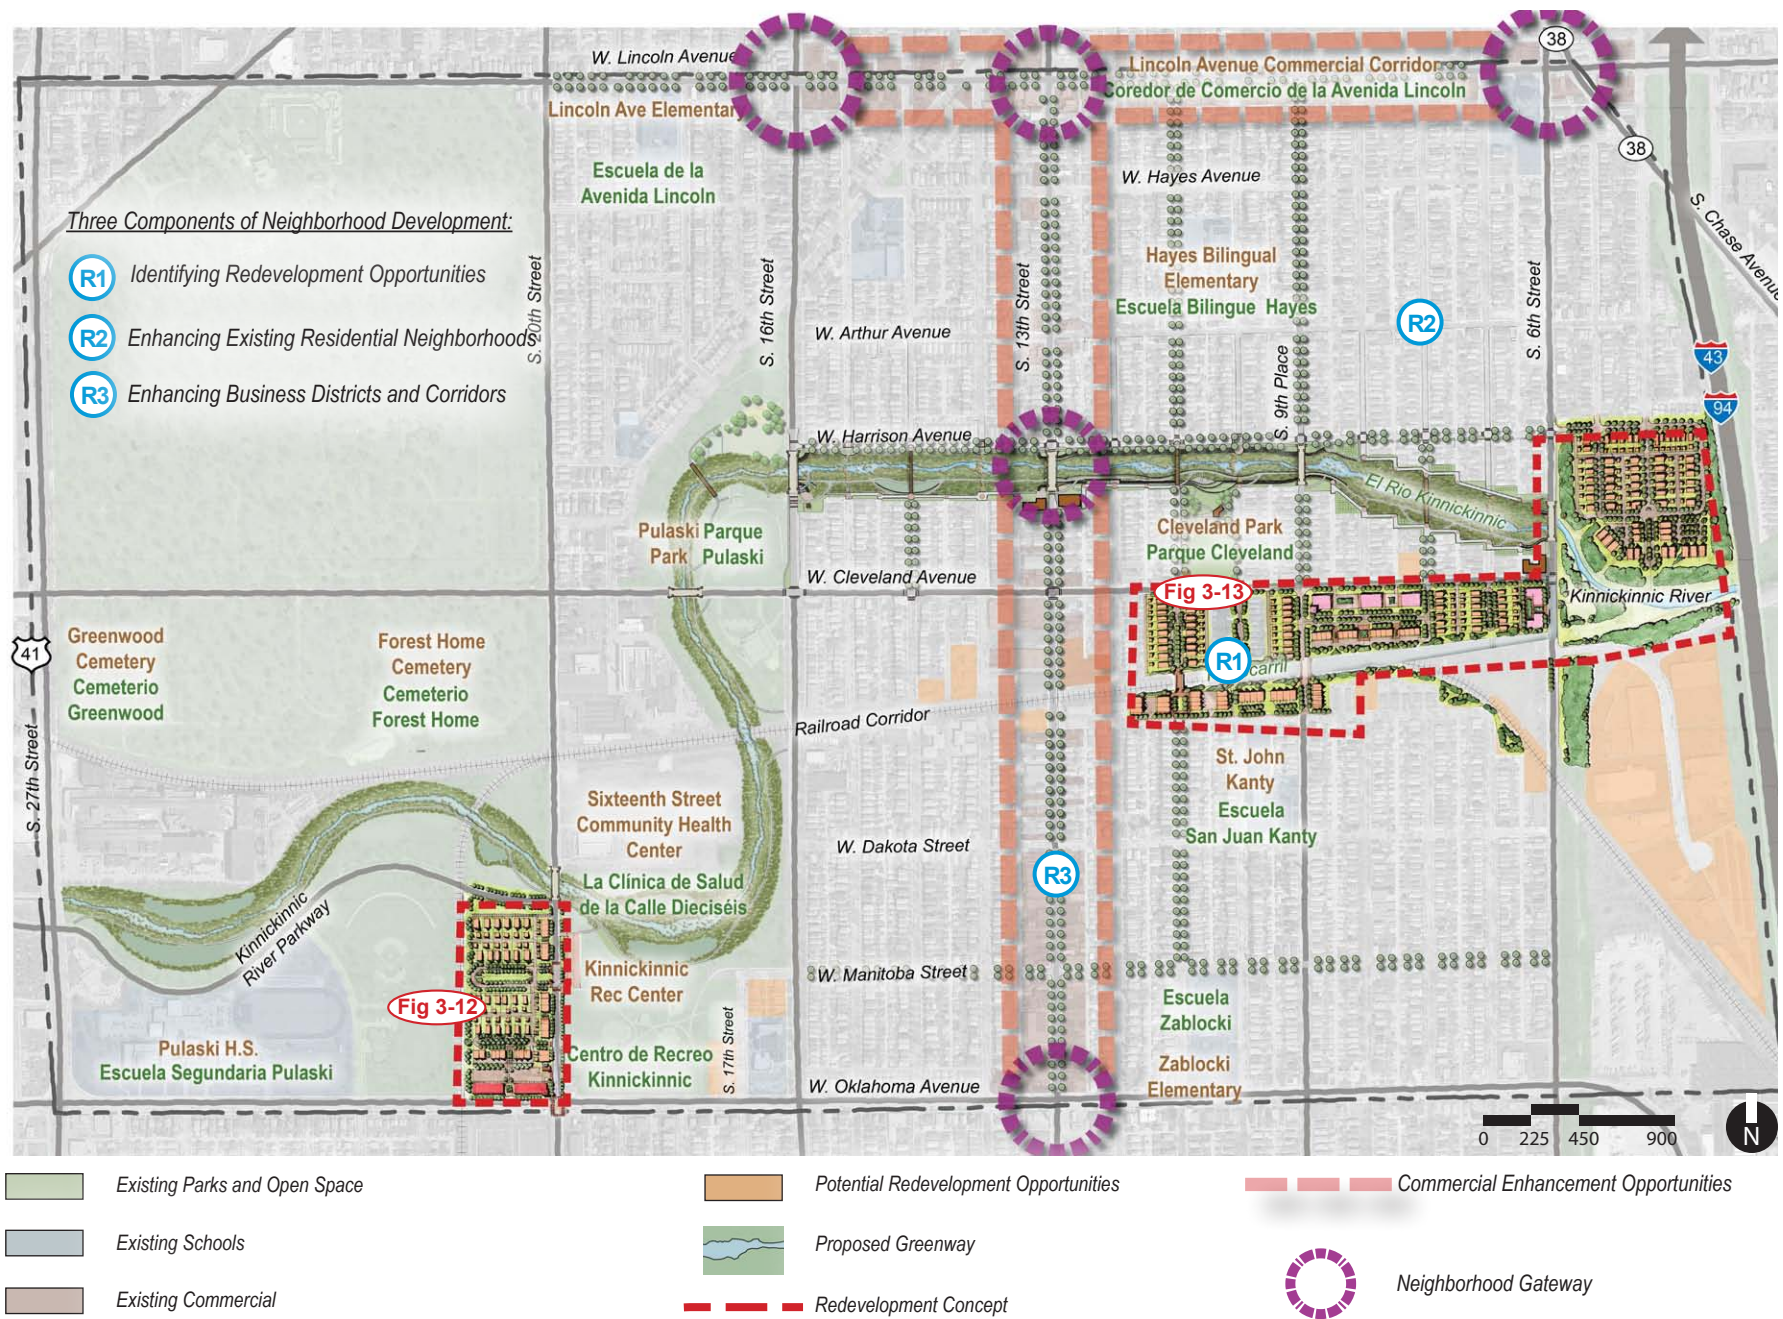 W. Lincoln Avenue
38
Lincoln Avenue Commercial Corridor
Coredor de Comercio de la Avenida Lincoln
Lincoln Ave Elementar
38
Escuela de la
Avenida Lincoln
W. Hayes Avenue
S. Chase Avenue
Three Components of Neighborhood Development:
R1 Identifying Redevelopment Opportunities
R2 Enhancing Existing Residential Neighborhoods
R3 Enhancing Business Districts and Corridors
S. 20th Street
S. 16th Street
S. 13th Street
S. 9th Place
S. 6th Street
Hayes Bilingual
Elementary
Escuela Bilingue Hayes
R2
W. Arthur Avenue
43
94
W. Harrison Avenue
El Rio Kinnickinnic
Pulaski
Park
Parque
Pulaski
Cleveland Park
Parque Cleveland
W. Cleveland Avenue
Fig 3-13
Kinnickinnic River
41
Greenwood
Cemetery
Cemeterio
Greenwood
Forest Home
Cemetery
Cemeterio
Forest Home
R1
carril
Railroad Corridor
S. 27th Street
St. John
Kanty
Escuela
San Juan Kanty
Sixteenth Street
Community Health
Center
La Clínica de Salud
de la Calle Dieciséis
W. Dakota Street
R3
Kinnickinnic
River Parkway
Kinnickinnic
Rec Center
W. Manitoba Street
Fig 3-12
Escuela
Zablocki
S. 17th Street
Pulaski H.S.
Escuela Segundaria Pulaski
Centro de Recreo
Kinnickinnic
Zablocki
Elementary
W. Oklahoma Avenue
0 225 450 900
N
Existing Parks and Open Space
Existing Schools
Existing Commercial
Potential Redevelopment Opportunities
Proposed Greenway
Redevelopment Concept
Commercial Enhancement Opportunities
Neighborhood Gateway